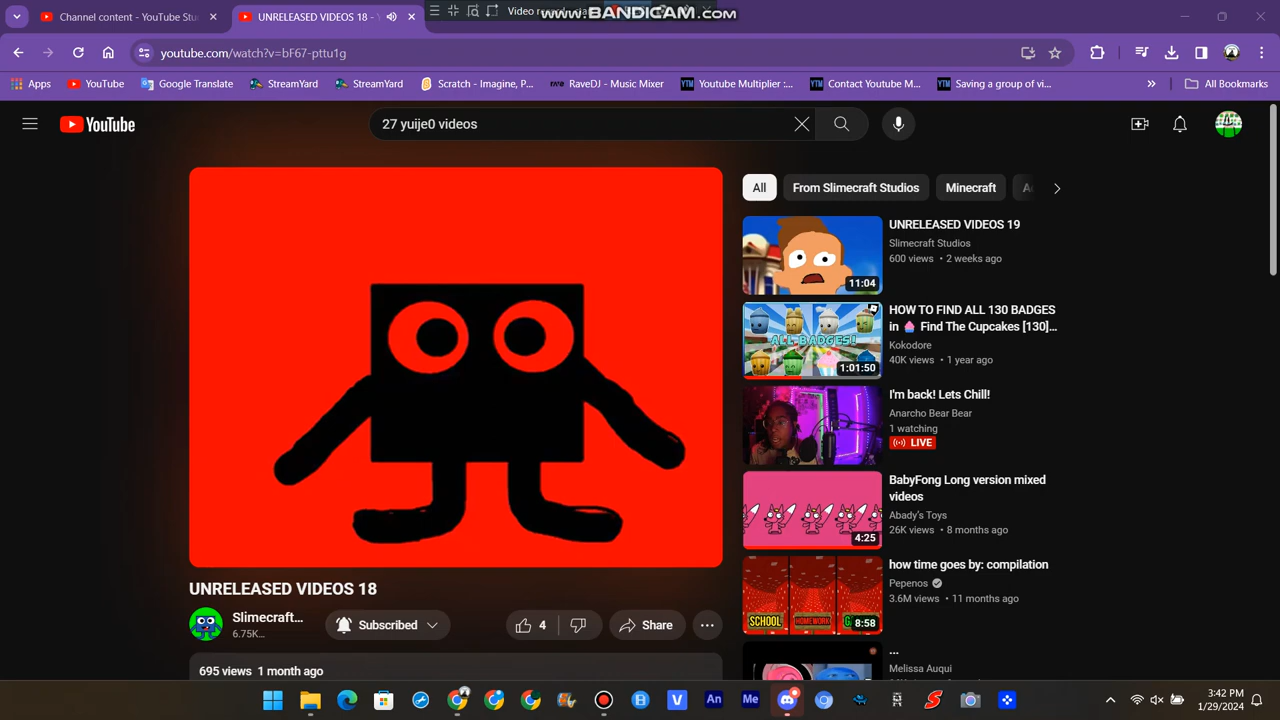 Channel content - YouTube St
UNRELEASED VIDEOS 18 - Y
Video record
www.BANDICAM.com
youtube.com/watch?v=bF67-pttu1g
Apps
YouTube
Google Translate
StreamYard
StreamYard
Scratch - Imagine, P...
RaveDJ - Music Mixer
Youtube Multiplier :...
Contact Youtube M...
Saving a group of vi...
All Bookmarks
YouTube
27 yuije0 videos
All
From Slimecraft Studios
Minecraft
UNRELEASED VIDEOS 19
Slimecraft Studios
600 views • 2 weeks ago
11:04
HOW TO FIND ALL 130 BADGES
in 🧁 Find The Cupcakes [130]...
Kokodore
40K views • 1 year ago
ALL BADGES!
1:01:50
I'm back! Lets Chill!
Anarcho Bear Bear
1 watching
LIVE
BabyFong Long version mixed
videos
Abady's Toys
26K views • 8 months ago
4:25
how time goes by: compilation
Pepenos
3.6M views • 11 months ago
SCHOOL
HOMEWORK
8:58
...
Melissa Auqui
UNRELEASED VIDEOS 18
Slimecraft...
6.75K...
Subscribed
4
Share
695 views 1 month ago
An
Me
3:42 PM
1/29/2024